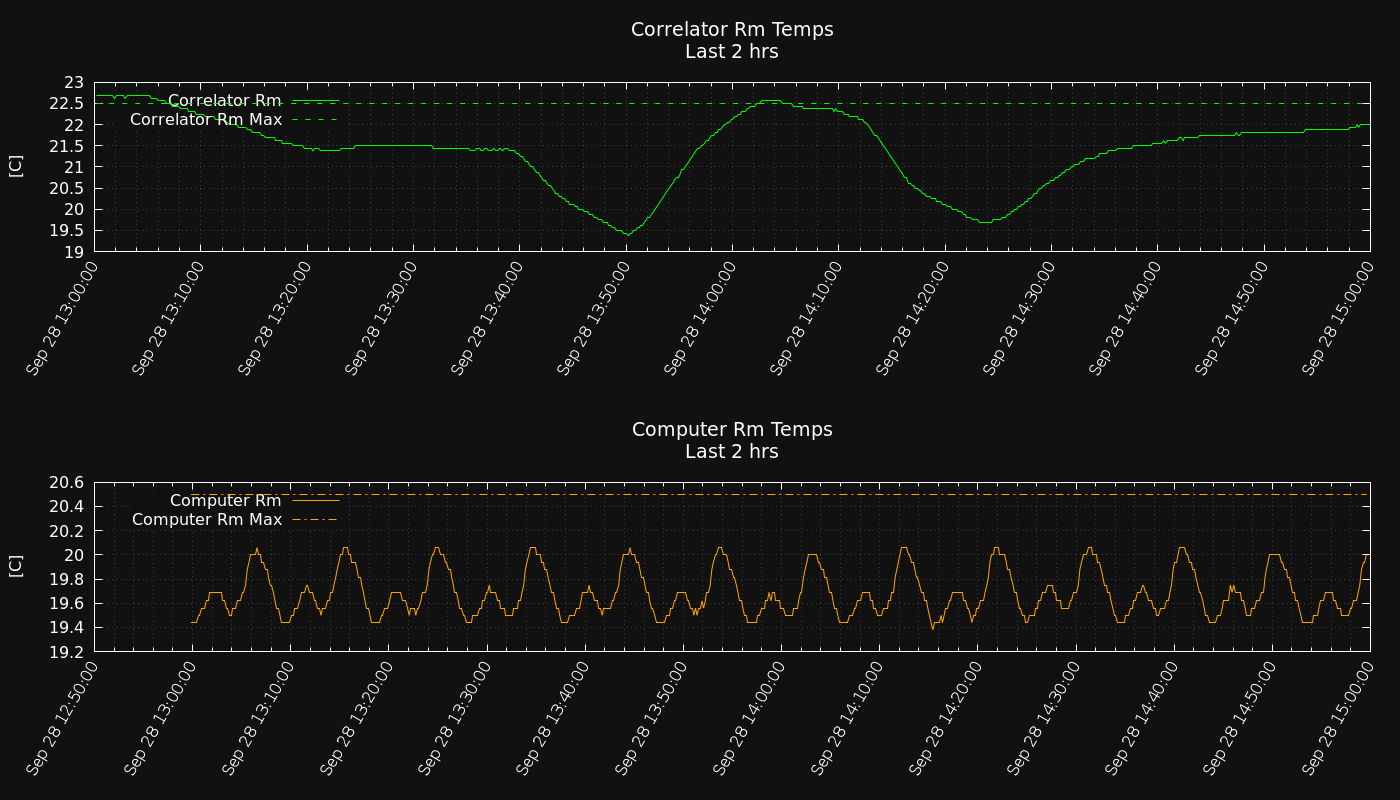 Correlator Rm Temps
Last 2 hrs
23
22.5
22
21.5
21
20.5
20
19.5
19
[C]
Correlator Rm
Correlator Rm Max
Sep 28 13:00:00
Sep 28 13:10:00
Sep 28 13:20:00
Sep 28 13:30:00
Sep 28 13:40:00
Sep 28 13:50:00
Sep 28 14:00:00
Sep 28 14:10:00
Sep 28 14:20:00
Sep 28 14:30:00
Sep 28 14:40:00
Sep 28 14:50:00
Sep 28 15:00:00
Computer Rm Temps
Last 2 hrs
20.6
20.4
20.2
20
19.8
19.6
19.4
19.2
[C]
Computer Rm
Computer Rm Max
Sep 28 12:50:00
Sep 28 13:00:00
Sep 28 13:10:00
Sep 28 13:20:00
Sep 28 13:30:00
Sep 28 13:40:00
Sep 28 13:50:00
Sep 28 14:00:00
Sep 28 14:10:00
Sep 28 14:20:00
Sep 28 14:30:00
Sep 28 14:40:00
Sep 28 14:50:00
Sep 28 15:00:00